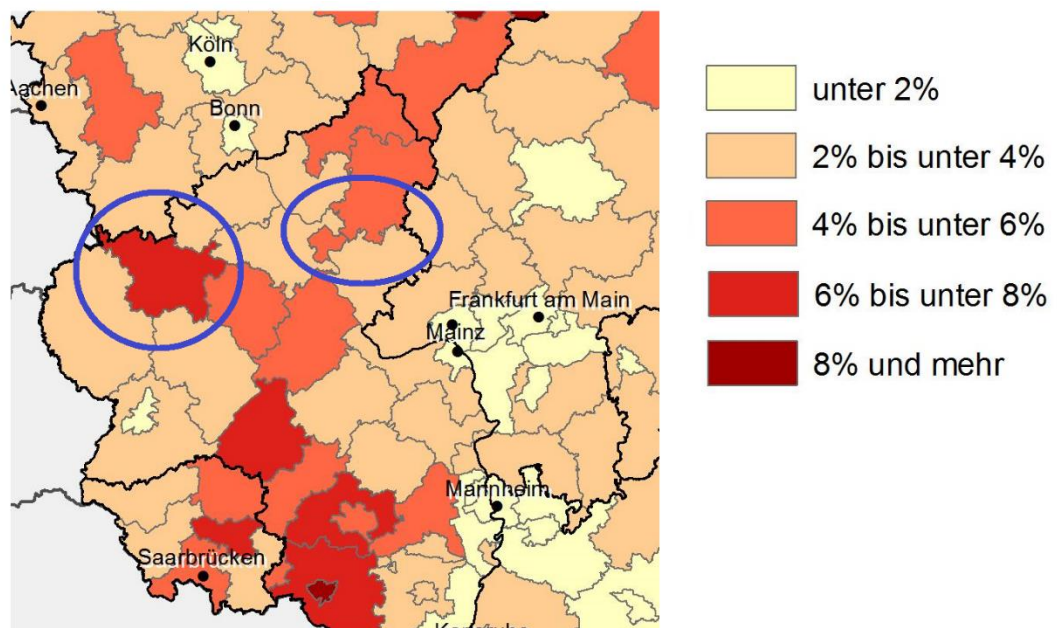 Köln
Aachen
Bonn
Frankfurt am Main
Mainz
Mannheim
Saarbrücken
Karlsruhe
unter 2%
2% bis unter 4%
4% bis unter 6%
6% bis unter 8%
8% und mehr